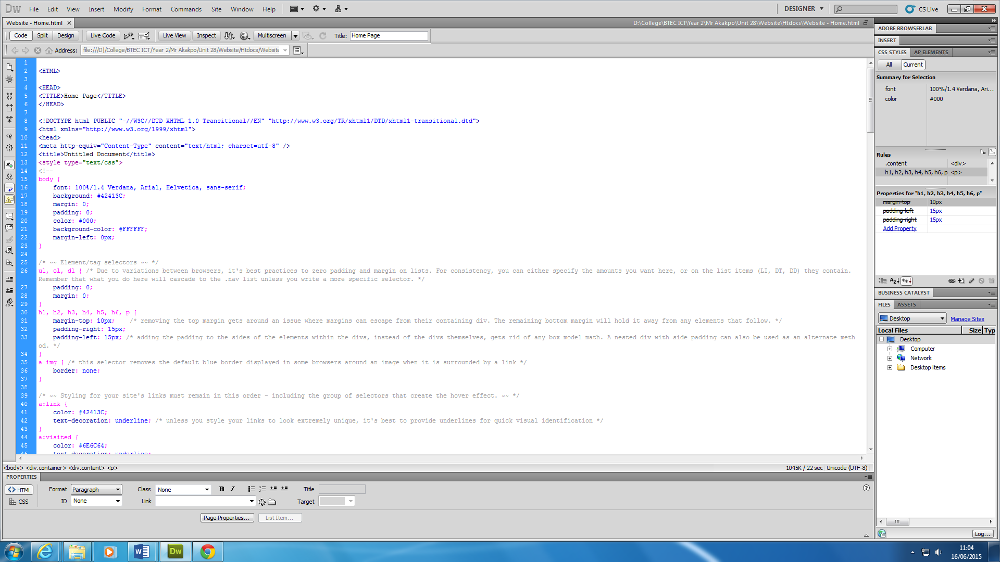 Dw File Edit View Insert Modify Format Commands Site Window Help DESIGNER CS Live
Website - Home.html D:\College\BTEC ICT\Year 2\Mr Akakpo\Unit 28\Website\Htdocs\Website - Home.html
Code Split Design Live Code Live View Inspect Multiscreen Title: Home Page
Address: file:///D|/College/BTEC ICT/Year 2/Mr Akakpo/Unit 28/Website/Htdocs/Website
1
2 <HTML>
3
4 <HEAD>
5 <TITLE>Home Page</TITLE>
6 </HEAD>
7
8 <!DOCTYPE html PUBLIC "-//W3C//DTD XHTML 1.0 Transitional//EN" "http://www.w3.org/TR/xhtml1/DTD/xhtml1-transitional.dtd">
9 <html xmlns="http://www.w3.org/1999/xhtml">
10 <head>
11 <meta http-equiv="Content-Type" content="text/html; charset=utf-8" />
12 <title>Untitled Document</title>
13 <style type="text/css">
14 <!--
15 body {
16 font: 100%/1.4 Verdana, Arial, Helvetica, sans-serif;
17 background: #42413C;
18 margin: 0;
19 padding: 0;
20 color: #000;
21 background-color: #FFFFFF;
22 margin-left: 0px;
23 }
24
25 /* ~~ Element/tag selectors ~~ */
26 ul, ol, dl { /* Due to variations between browsers, it's best practices to zero padding and margin on lists. For consistency, you can either specify the amounts you want here, or on the list items (LI, DT, DD) they contain.
Remember that what you do here will cascade to the .nav list unless you write a more specific selector. */
27 padding: 0;
28 margin: 0;
29 }
30 h1, h2, h3, h4, h5, h6, p {
31 margin-top: 10px; /* removing the top margin gets around an issue where margins can escape from their containing div. The remaining bottom margin will hold it away from any elements that follow. */
32 padding-right: 15px;
33 padding-left: 15px; /* adding the padding to the sides of the elements within the divs, instead of the divs themselves, gets rid of any box model math. A nested div with side padding can also be used as an alternate meth
od. */
34 }
35 a img { /* this selector removes the default blue border displayed in some browsers around an image when it is surrounded by a link */
36 border: none;
37 }
38
39 /* ~~ Styling for your site's links must remain in this order - including the group of selectors that create the hover effect. ~~ */
40 a:link {
41 color: #42413C;
42 text-decoration: underline; /* unless you style your links to look extremely unique, it's best to provide underlines for quick visual identification */
43 }
44 a:visited {
45 color: #6E6C64;
46 text-decoration: underline;
<body> <div.container> <div.content> <p> 1045K / 22 sec Unicode (UTF-8)
PROPERTIES
HTML Format Paragraph Class None B I Title
CSS ID None Link Target
Page Properties... List Item...
ADOBE BROWSERLAB
INSERT
CSS STYLES AP ELEMENTS
All Current
Summary for Selection
font 100%/1.4 Verdana, Ari...
color #000
Rules
.content <div>
h1, h2, h3, h4, h5, h6, p <p>
Properties for "h1, h2, h3, h4, h5, h6, p"
margin-top 10px
padding-left 15px
padding-right 15px
Add Property
BUSINESS CATALYST
FILES ASSETS
Desktop Manage Sites
Local Files Size Typ
Desktop
Computer
Network
Desktop items
Log...
Dw
11:04
16/06/2015